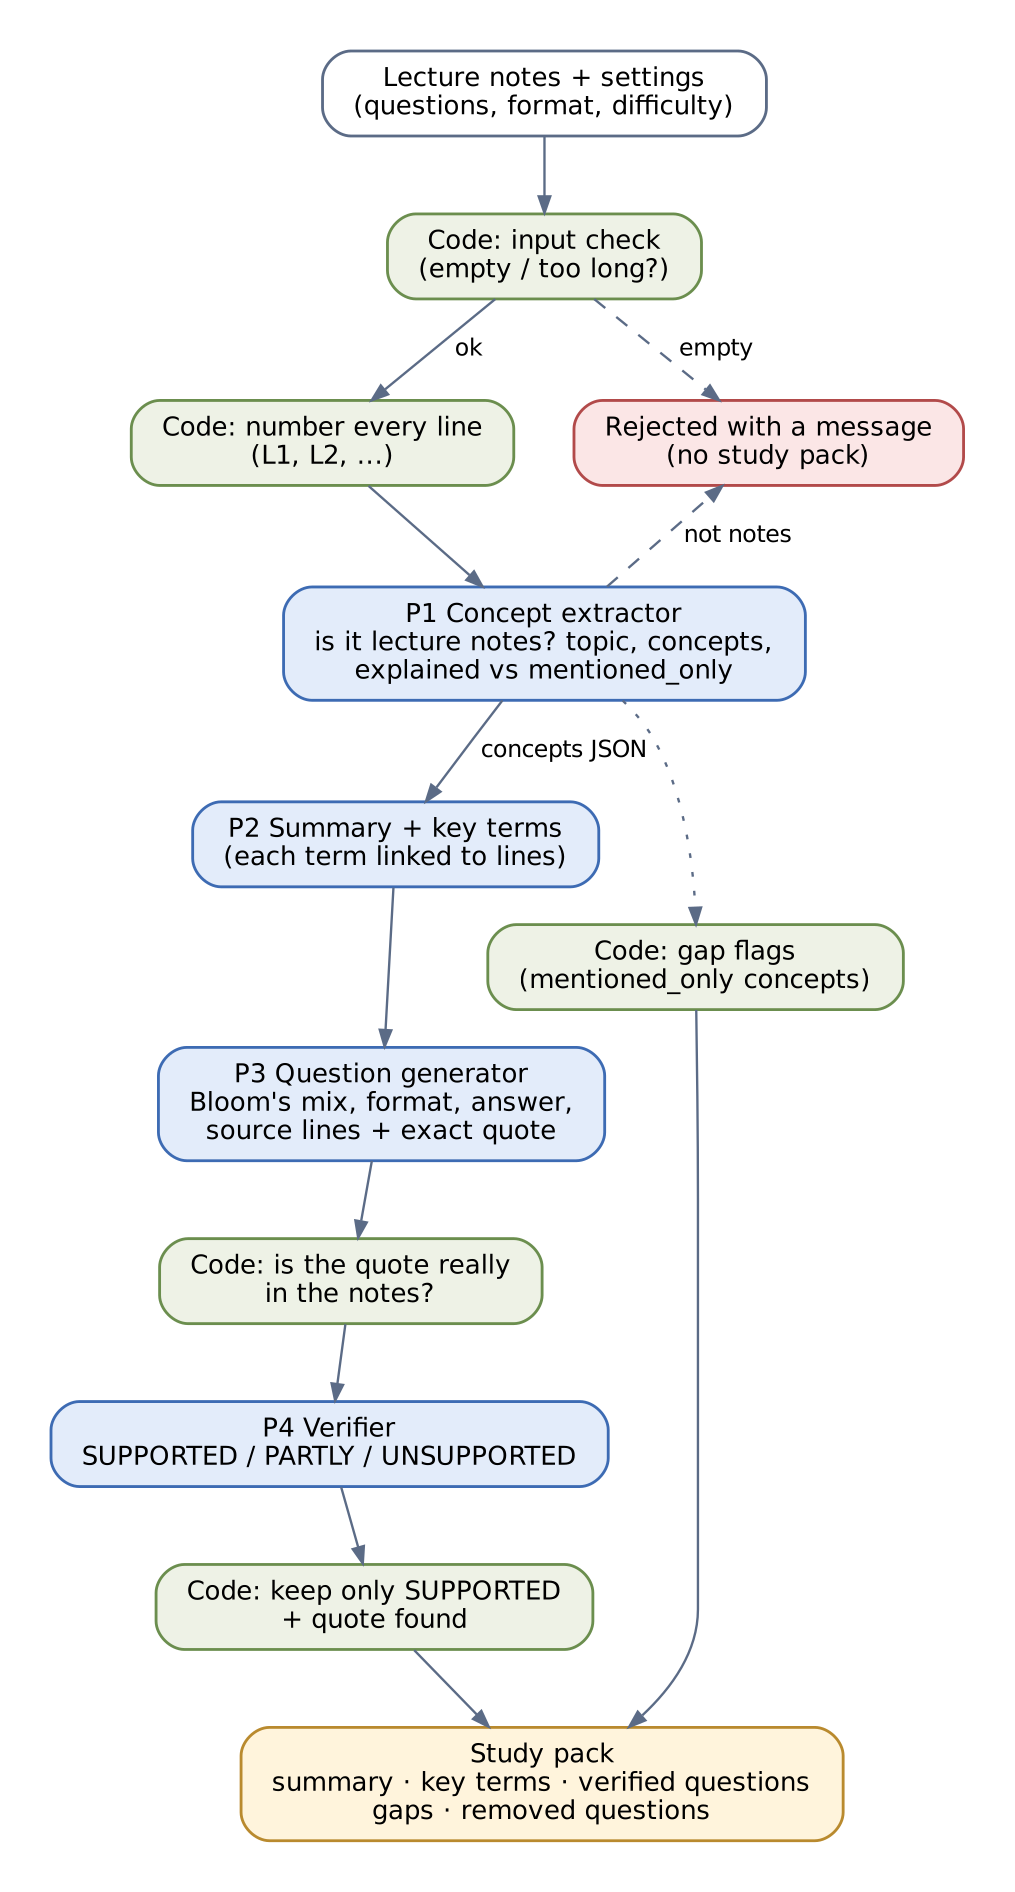 Lecture notes + settings
(questions, format, difficulty)
Code: input check
(empty / too long?)
ok
empty
Code: number every line
(L1, L2, ...)
Rejected with a message
(no study pack)
not notes
P1 Concept extractor
is it lecture notes? topic, concepts,
explained vs mentioned_only
concepts JSON
P2 Summary + key terms
(each term linked to lines)
Code: gap flags
(mentioned_only concepts)
P3 Question generator
Bloom's mix, format, answer,
source lines + exact quote
Code: is the quote really
in the notes?
P4 Verifier
SUPPORTED / PARTLY / UNSUPPORTED
Code: keep only SUPPORTED
+ quote found
Study pack
summary · key terms · verified questions
gaps · removed questions